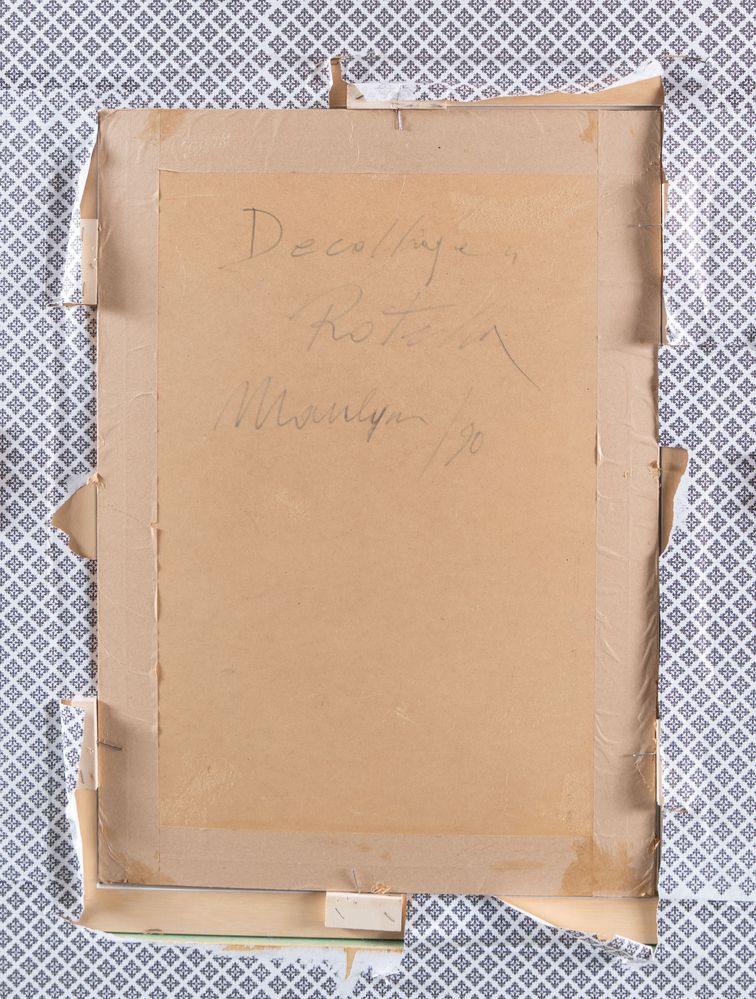 Decollage
Rotella
Marilyn /90